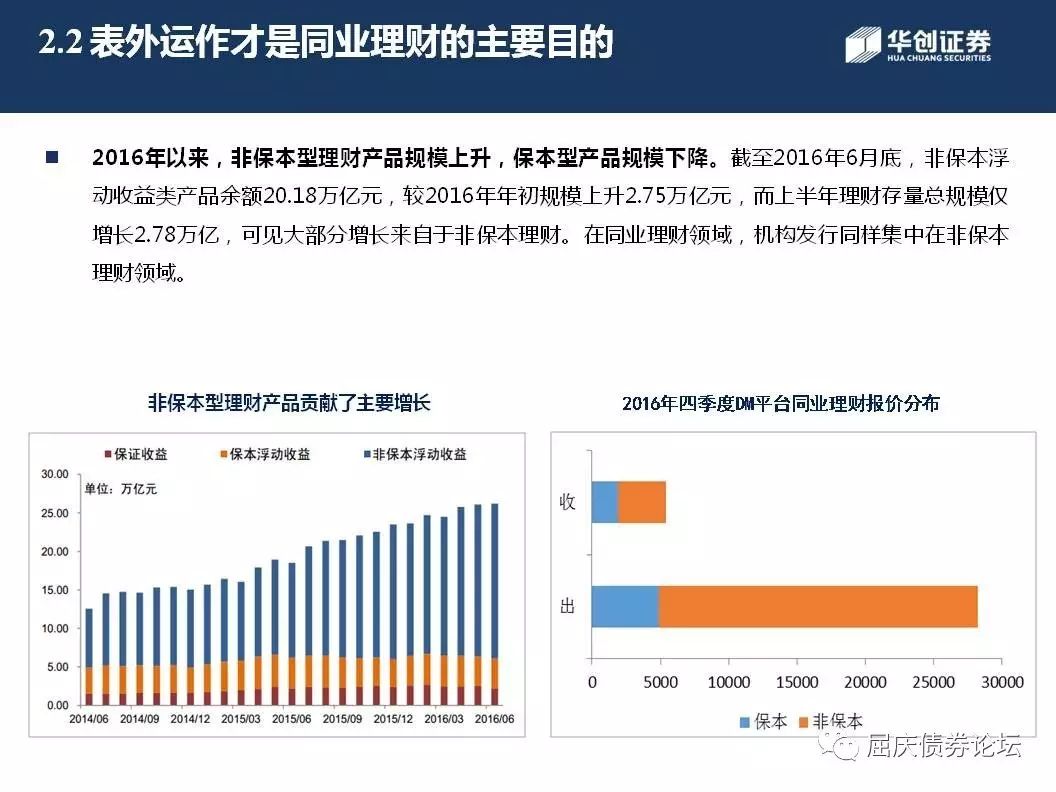 2.2 表外运作才是同业理财的主要目的
华创证券
HUA CHUANG SECURITIES
2016年以来，非保本型理财产品规模上升，保本型产品规模下降。截至2016年6月底，非保本浮
动收益类产品余额20.18万亿元，较2016年年初规模上升2.75万亿元，而上半年理财存量总规模仅
增长2.78万亿，可见大部分增长来自于非保本理财。在同业理财领域，机构发行同样集中在非保本
理财领域。
非保本型理财产品贡献了主要增长
保证收益 保本浮动收益 非保本浮动收益
单位：万亿元
30.00
25.00
20.00
15.00
10.00
5.00
0.00
2014/06 2014/09 2014/12 2015/03 2015/06 2015/09 2015/12 2016/03 2016/06
2016年四季度DM平台同业理财报价分布
收
出
0 5000 10000 15000 20000 25000 30000
保本 非保本
屈庆债券论坛